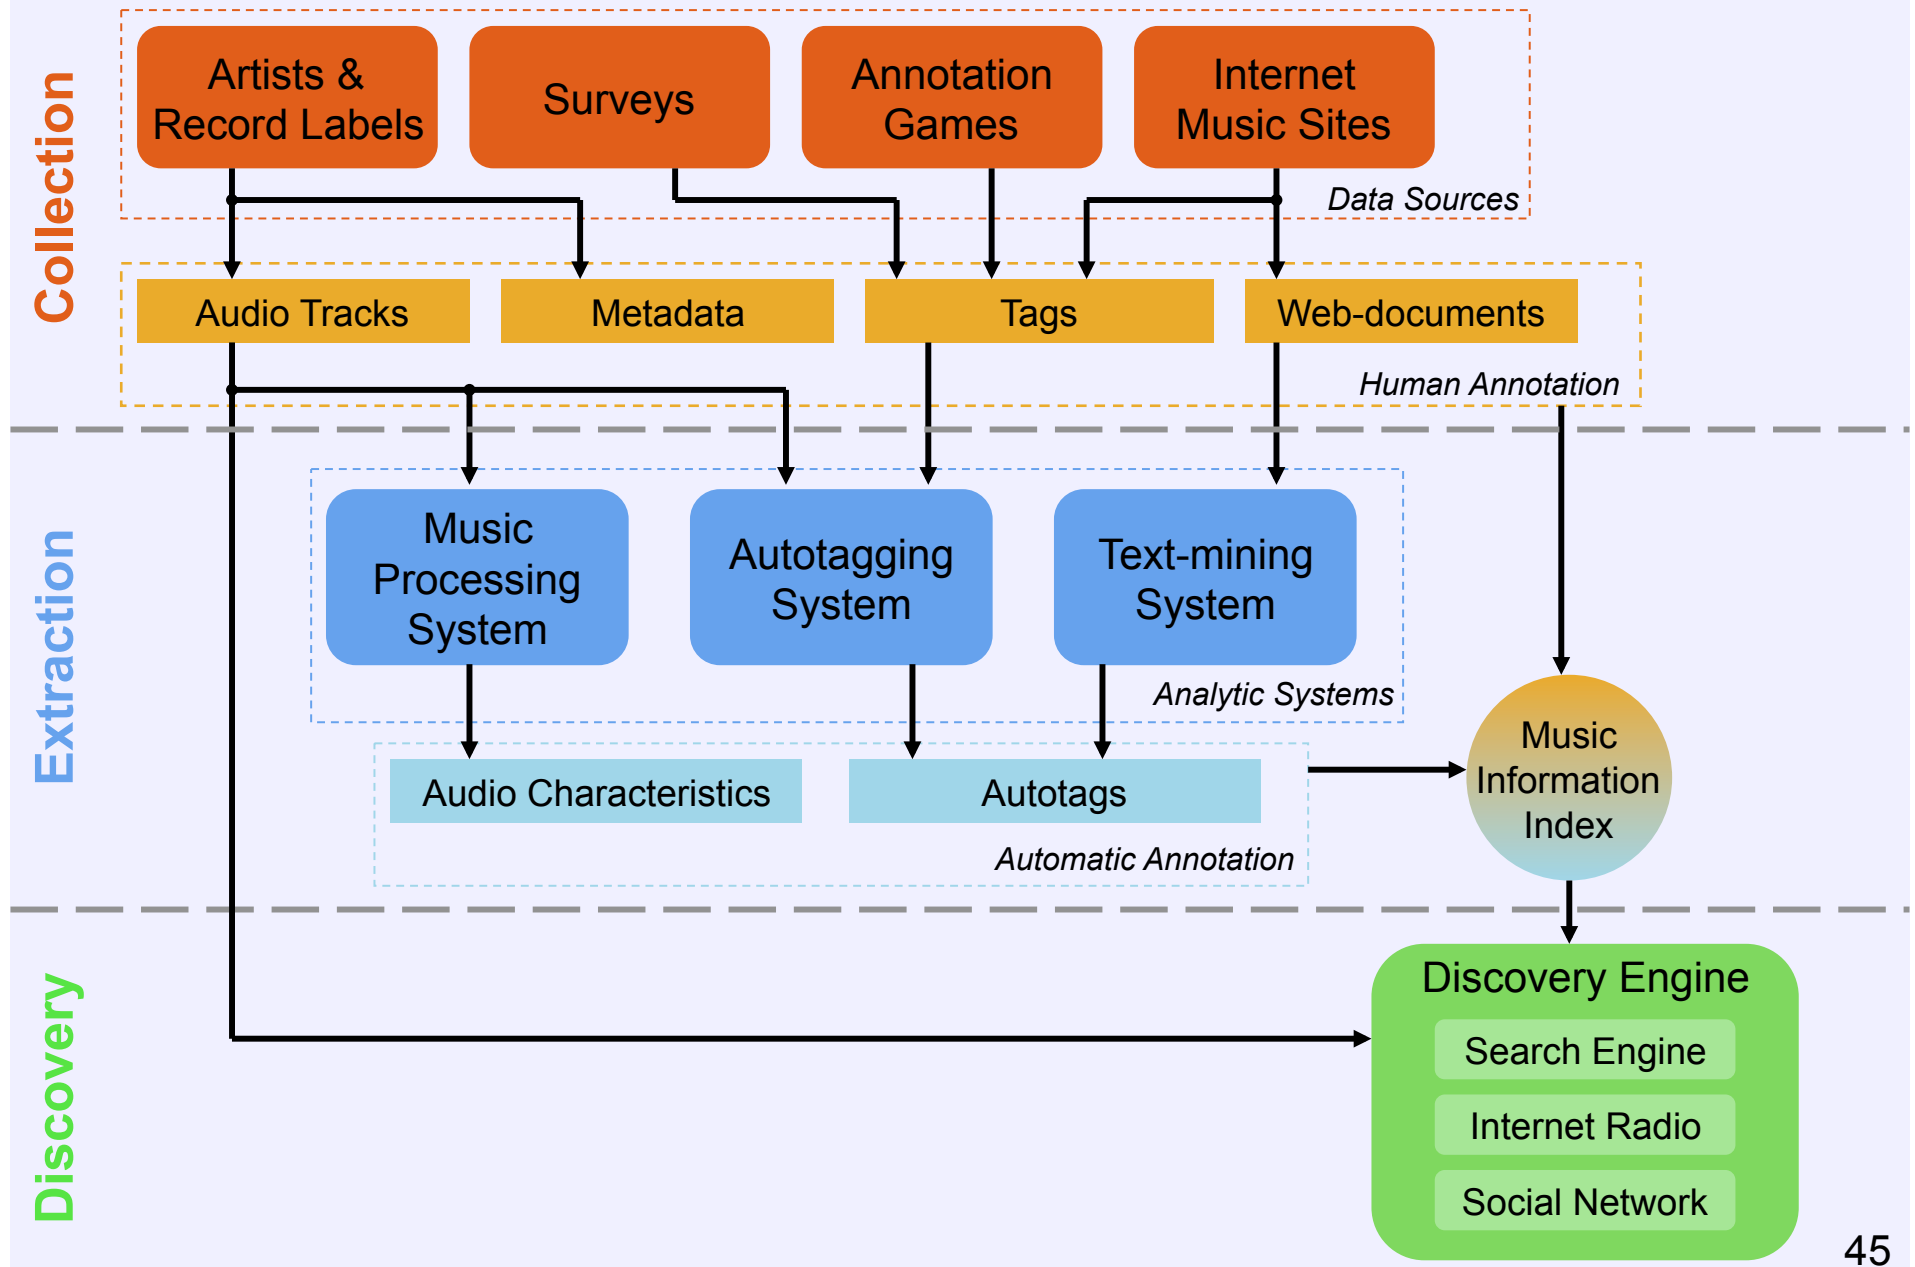 Collection
Artists &
Record Labels
Surveys
Annotation
Games
Internet
Music Sites
Data Sources
Audio Tracks
Metadata
Tags
Web-documents
Human Annotation
Extraction
Music
Processing
System
Autotagging
System
Text-mining
System
Analytic Systems
Audio Characteristics
Autotags
Automatic Annotation
Music
Information
Index
Discovery
Discovery Engine
Search Engine
Internet Radio
Social Network
45